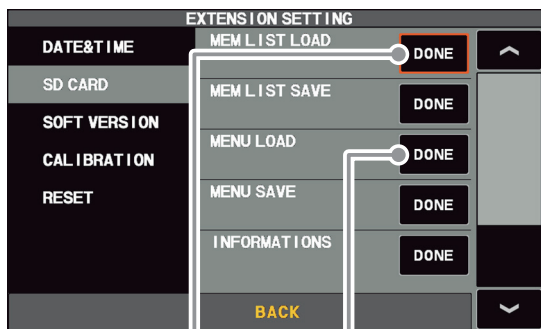 EXTENSION SETTING
DATE&TIME
SD CARD
SOFT VERSION
CALIBRATION
RESET
MEM LIST LOAD
DONE
MEM LIST SAVE
DONE
MENU LOAD
DONE
MENU SAVE
DONE
INFORMATIONS
DONE
BACK